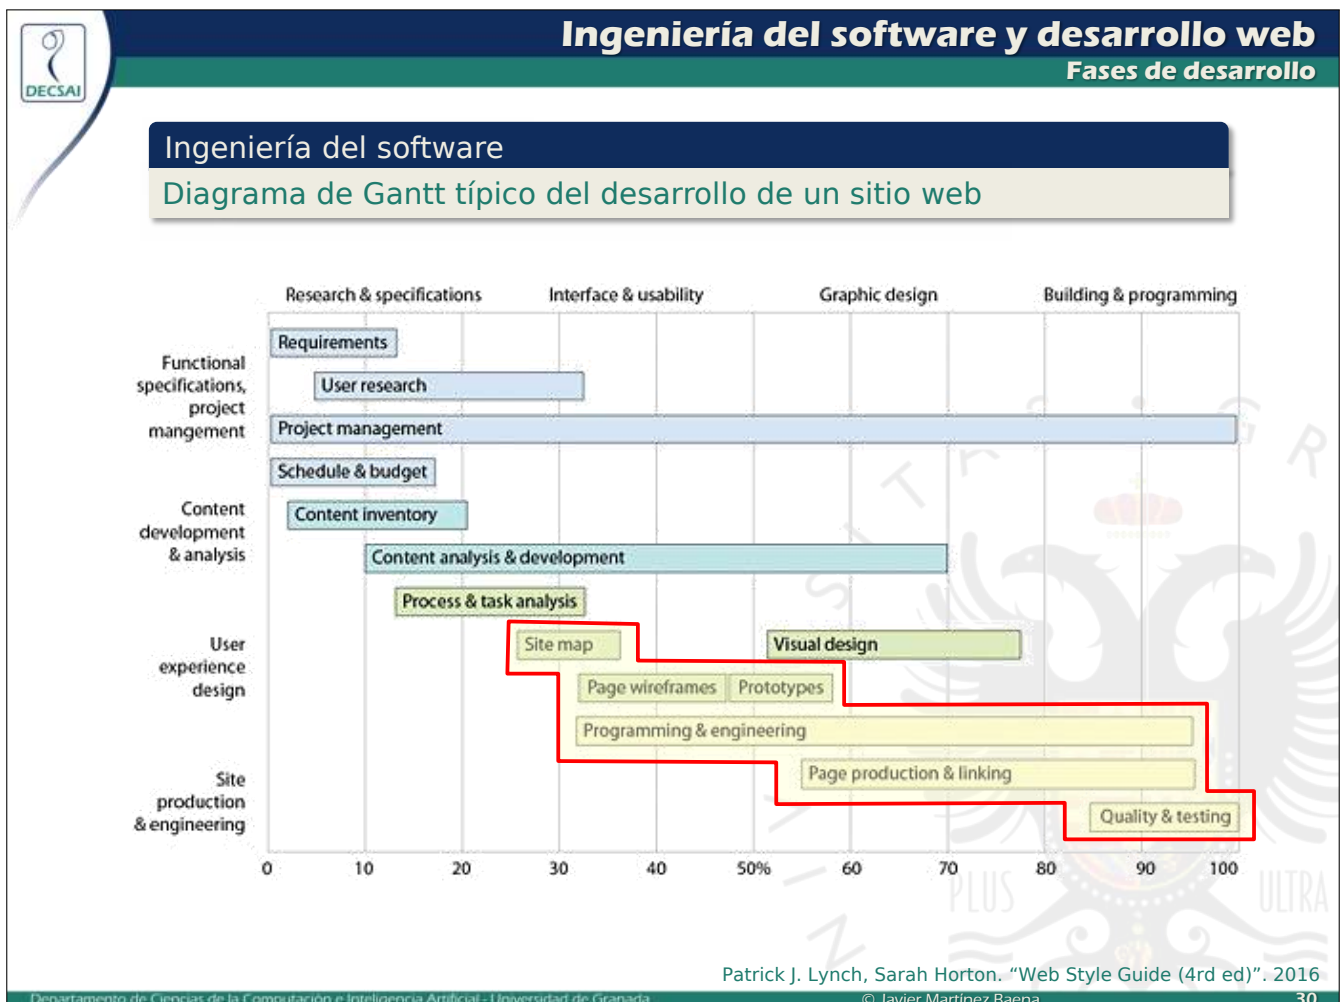 Ingeniería del software y desarrollo web
Fases de desarrollo
DECSAI
Ingeniería del software
Diagrama de Gantt típico del desarrollo de un sitio web
Research & specifications
Interface & usability
Graphic design
Building & programming
Functional
specifications,
project
mangement
Requirements
User research
Project management
Schedule & budget
Content
development
& analysis
Content inventory
Content analysis & development
Process & task analysis
User
experience
design
Site map
Visual design
Page wireframes
Prototypes
Programming & engineering
Site
production
& engineering
Page production & linking
Quality & testing
0 10 20 30 40 50% 60 70 80 90 100
PLUS ULTRA
Patrick J. Lynch, Sarah Horton. “Web Style Guide (4rd ed)”. 2016
Departamento de Ciencias de la Computación e Inteligencia Artificial - Universidad de Granada
© Javier Martínez Baena
30